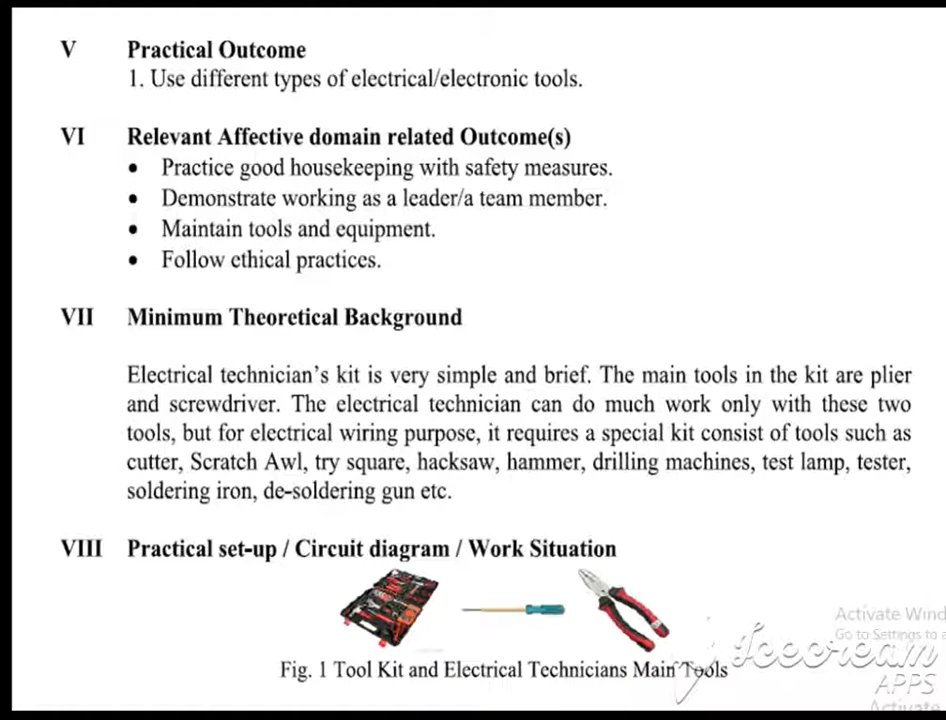 V Practical Outcome
1. Use different types of electrical/electronic tools.
VI Relevant Affective domain related Outcome(s)
• Practice good housekeeping with safety measures.
• Demonstrate working as a leader/a team member.
• Maintain tools and equipment.
• Follow ethical practices.
VII Minimum Theoretical Background
Electrical technician’s kit is very simple and brief. The main tools in the kit are plier
and screwdriver. The electrical technician can do much work only with these two
tools, but for electrical wiring purpose, it requires a special kit consist of tools such as
cutter, Scratch Awl, try square, hacksaw, hammer, drilling machines, test lamp, tester,
soldering iron, de-soldering gun etc.
VIII Practical set-up / Circuit diagram / Work Situation
Activate Wind
Go to Settings to a
Icecream
APPS
Fig. 1 Tool Kit and Electrical Technicians Main Tools
Activate